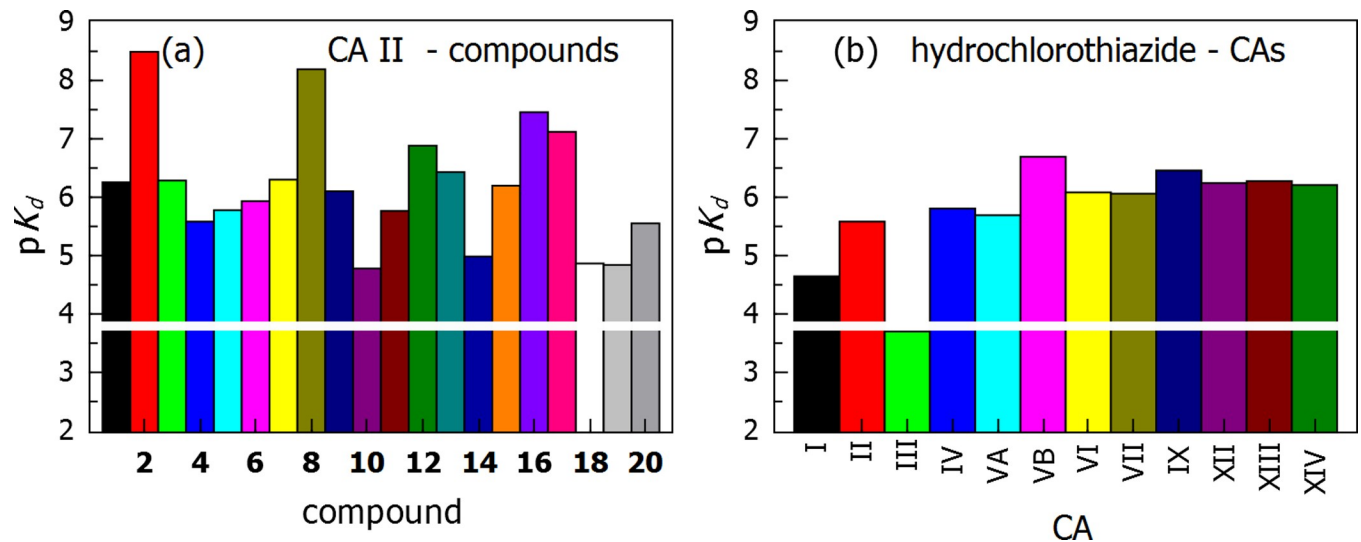 (a) CA II - compounds
9
8
7
6
5
4
3
2
pKd
2 4 6 8 10 12 14 16 18 20
compound
(b) hydrochlorothiazide - CAs
9
8
7
6
5
4
3
2
pKd
I II III IV VA VB VI VII IX XII XIII XIV
CA